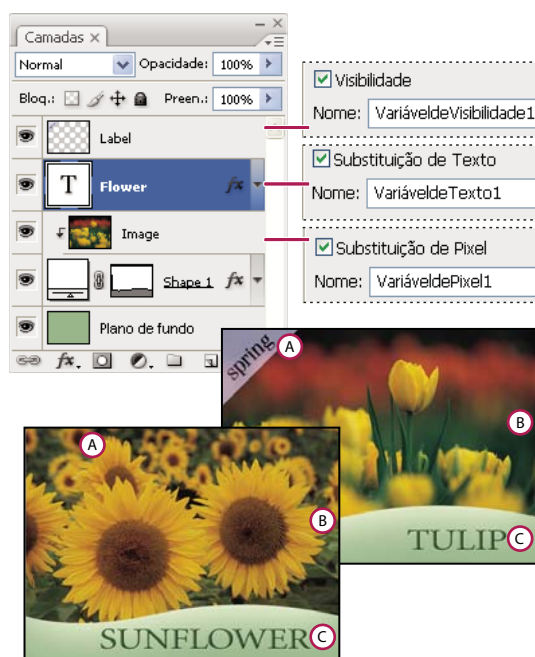 Camadas ×
Normal Opacidade: 100%
Bloq.: Preen.: 100%
Label
T Flower fx
Image
Shape 1 fx
Plano de fundo
fx.
Visibilidade
Nome: VariáveldeVisibilidade1
Substituição de Texto
Nome: VariáveldeTexto1
Substituição de Pixel
Nome: VariáveldePixel1
spring
A
B
TULIP C
A
B
SUNFLOWER C